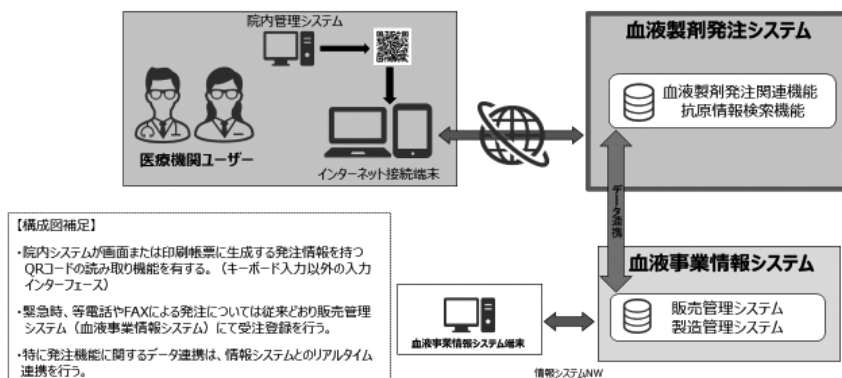 院内管理システム
医療機関ユーザー
インターネット接続端末
血液製剤発注システム
血液製剤発注関連機能
抗原情報検索機能
データ連携
【構成図補足】
・院内システムが画面または印刷帳票に生成する発注情報を持つ
QRコードの読み取り機能を有する。（キーボード入力以外の入力
インターフェース）
・緊急時、等電話やFAXによる発注については従来どおり販売管理
システム（血液事業情報システム）にて受注登録を行う。
・特に発注機能に関するデータ連携は、情報システムとのリアルタイム
連携を行う。
血液事業情報システム端末
血液事業情報システム
販売管理システム
製造管理システム
情報システムNW